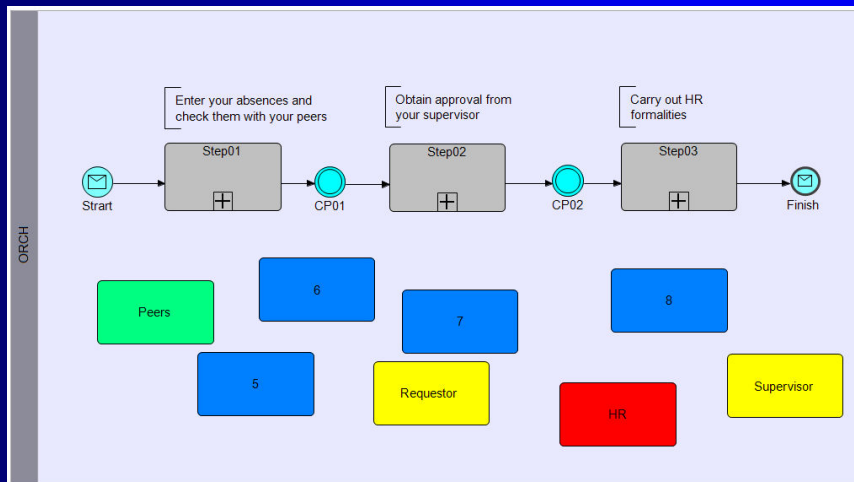 Enter your absences and
check them with your peers
Obtain approval from
your supervisor
Carry out HR
formalities
Step01
Step02
Step03
Strart
CP01
CP02
Finish
ORCH
Peers
6
7
8
5
Requestor
HR
Supervisor